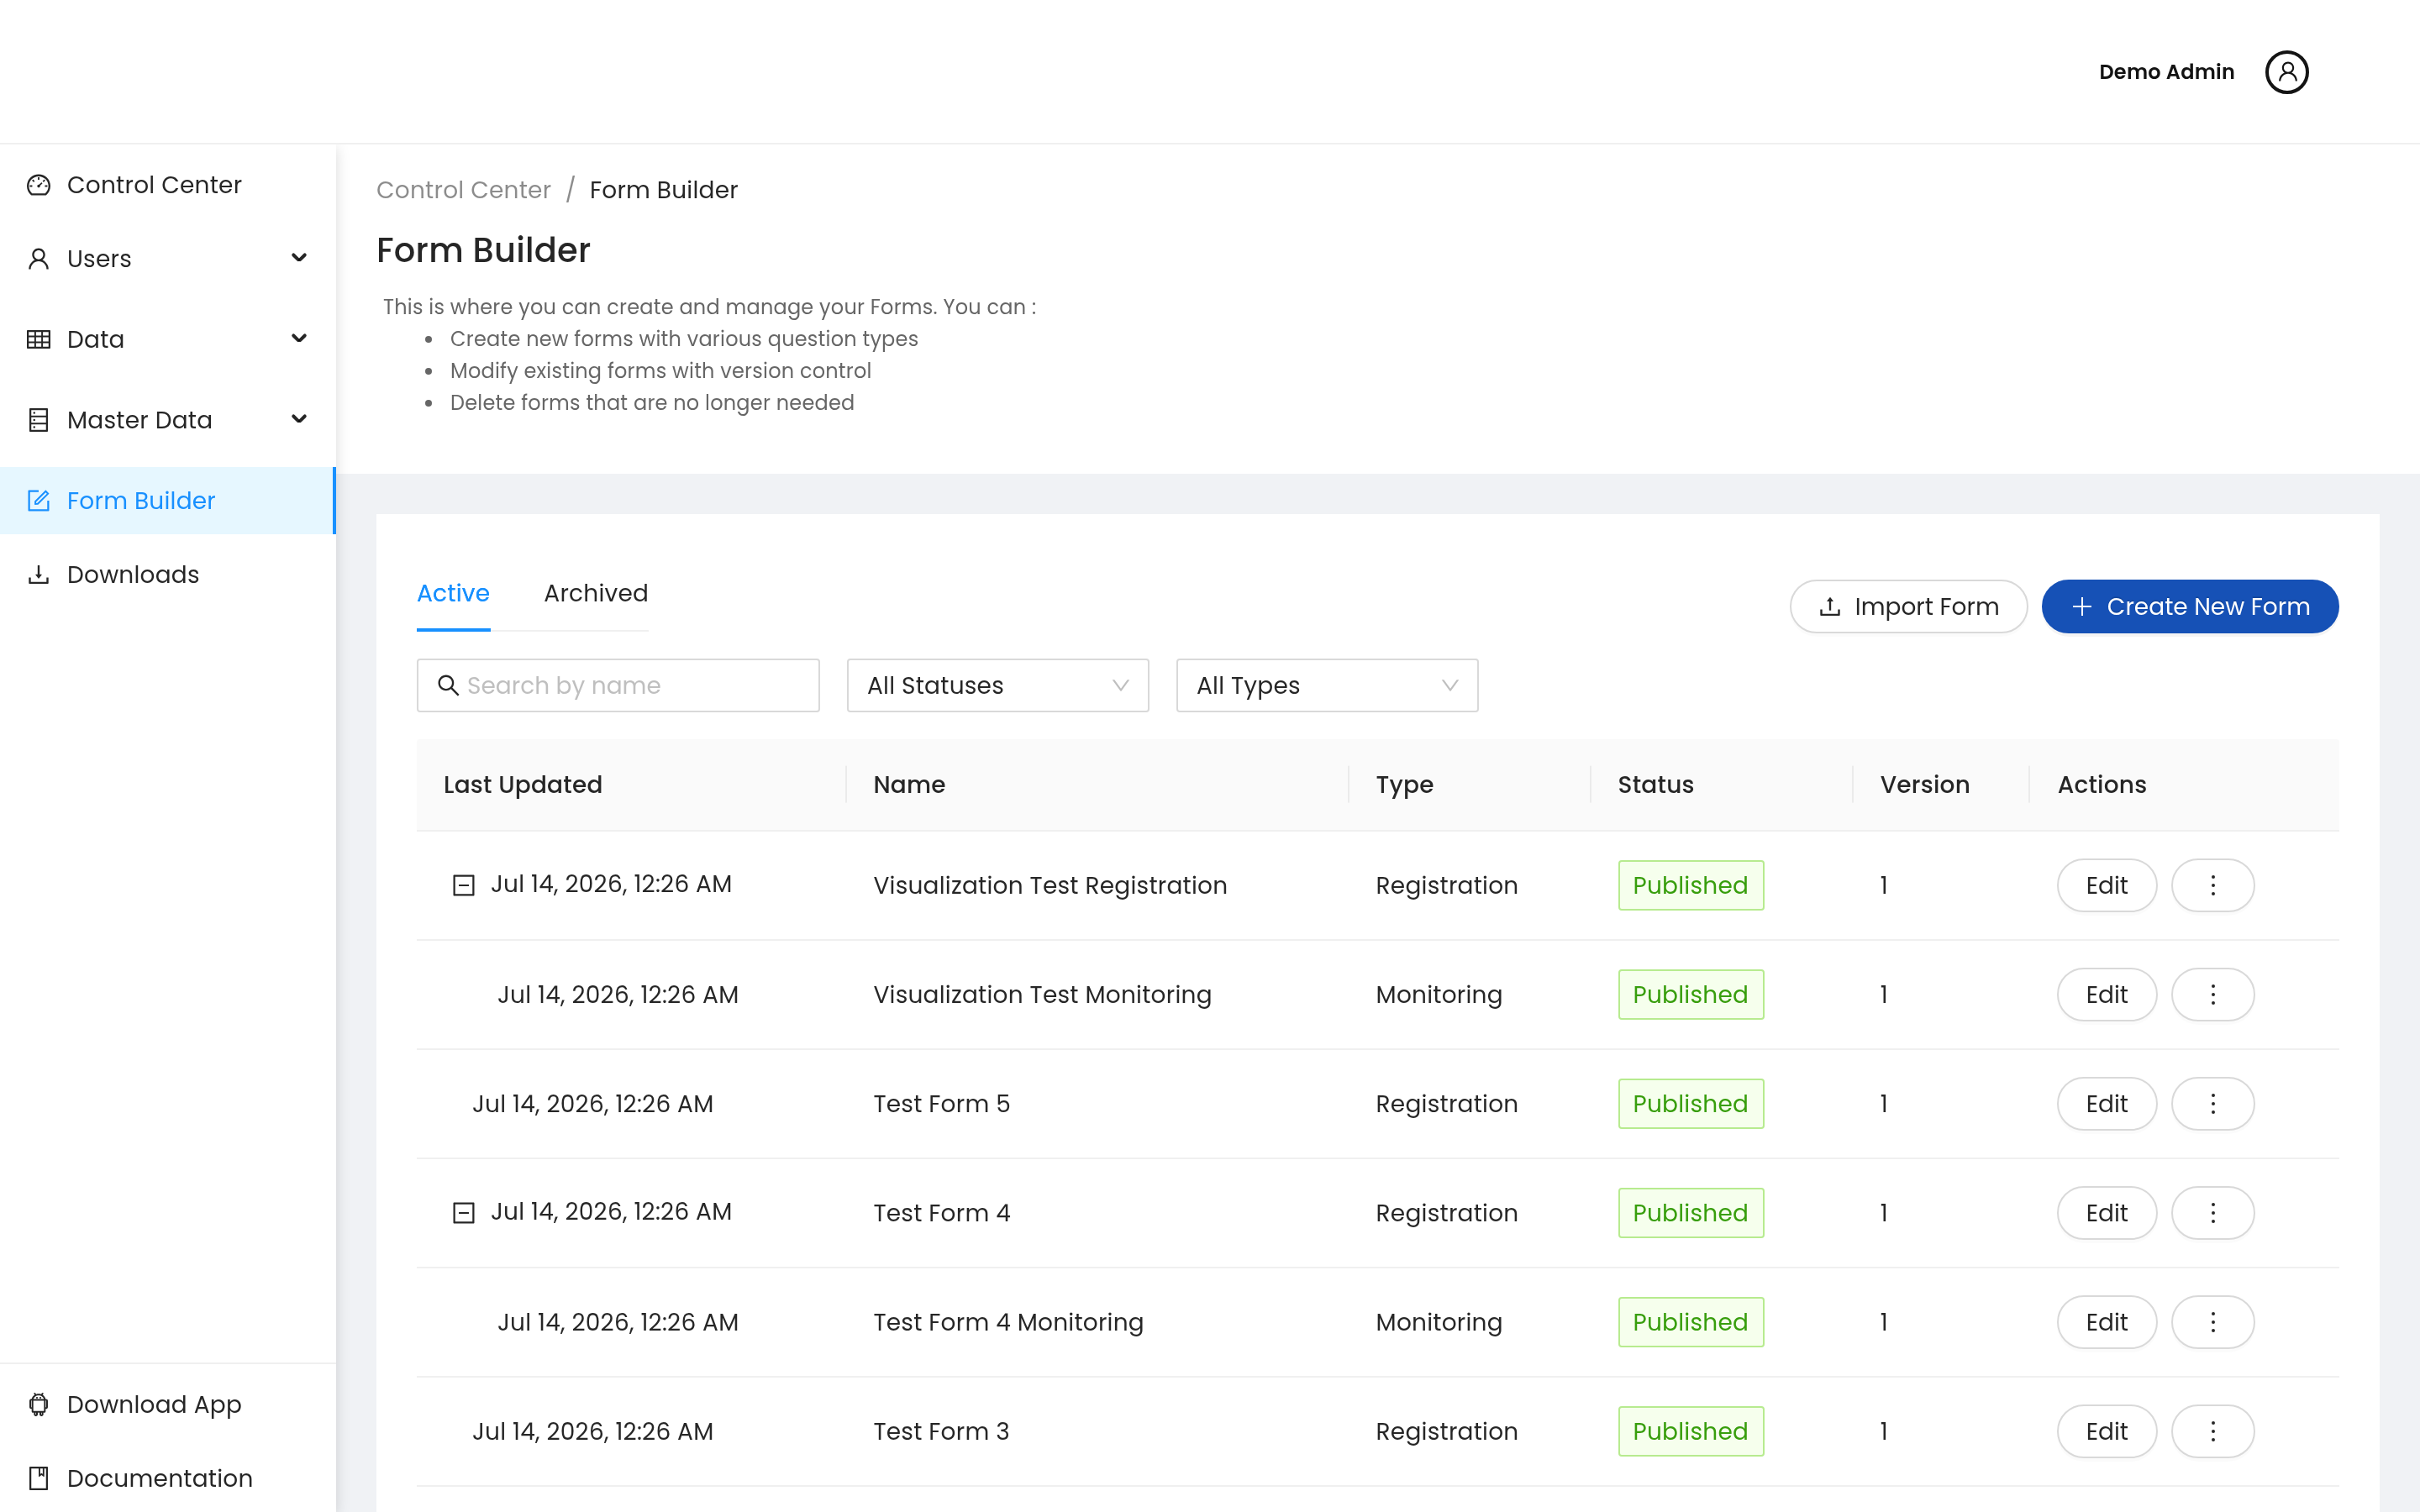 Demo Admin
Control Center
Users
Data
Master Data
Form Builder
Downloads
Download App
Documentation
Control Center / Form Builder
Form Builder
This is where you can create and manage your Forms. You can :
• Create new forms with various question types
• Modify existing forms with version control
• Delete forms that are no longer needed
Active Archived
Import Form
+ Create New Form
Search by name
All Statuses
All Types
Last Updated Name Type Status Version Actions
Jul 14, 2026, 12:26 AM Visualization Test Registration Registration Published 1 Edit
Jul 14, 2026, 12:26 AM Visualization Test Monitoring Monitoring Published 1 Edit
Jul 14, 2026, 12:26 AM Test Form 5 Registration Published 1 Edit
Jul 14, 2026, 12:26 AM Test Form 4 Registration Published 1 Edit
Jul 14, 2026, 12:26 AM Test Form 4 Monitoring Monitoring Published 1 Edit
Jul 14, 2026, 12:26 AM Test Form 3 Registration Published 1 Edit